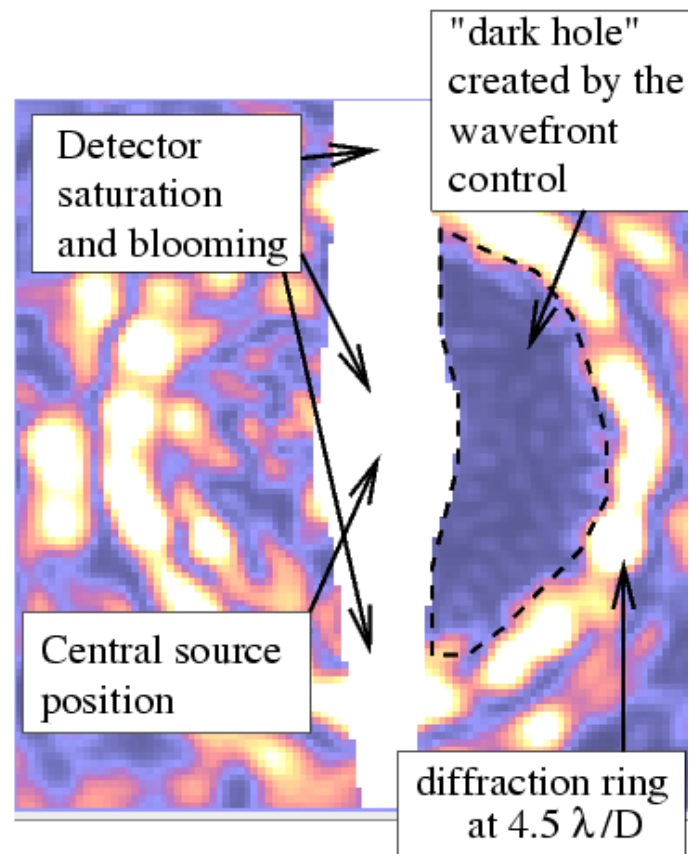 "dark hole"
created by the
wavefront
control
Detector
saturation
and blooming
Central source
position
diffraction ring
at 4.5 λ/D